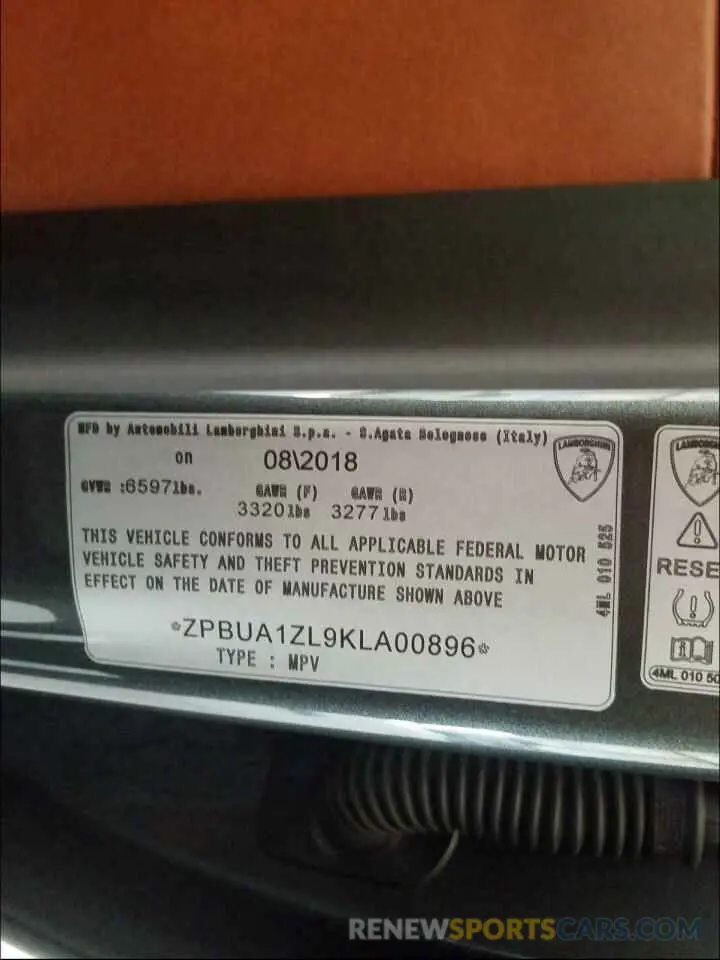 MFD by Automobili Lamborghini S.p.a. - S.Agata Bolognese (Italy)
on 08\2018
GVWR :6597lbs. GAWR (F) GAWR (R)
3320lbs 3277lbs
THIS VEHICLE CONFORMS TO ALL APPLICABLE FEDERAL MOTOR
VEHICLE SAFETY AND THEFT PREVENTION STANDARDS IN
EFFECT ON THE DATE OF MANUFACTURE SHOWN ABOVE
*ZPBUA1ZL9KLA00896*
TYPE : MPV
4ML 010 525
LAMBORGHINI
LAMBORGHINI
RESE
4ML 010 50
RENEWSPORTSCARS.COM